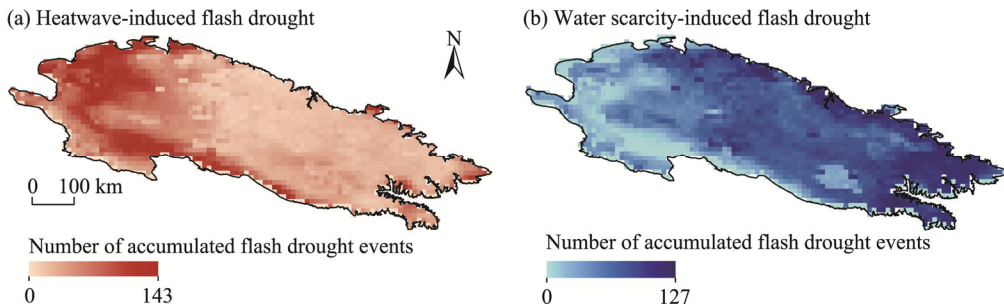 (a) Heatwave-induced flash drought
(b) Water scarcity-induced flash drought
N
0 100 km
Number of accumulated flash drought events
0 143
Number of accumulated flash drought events
0 127